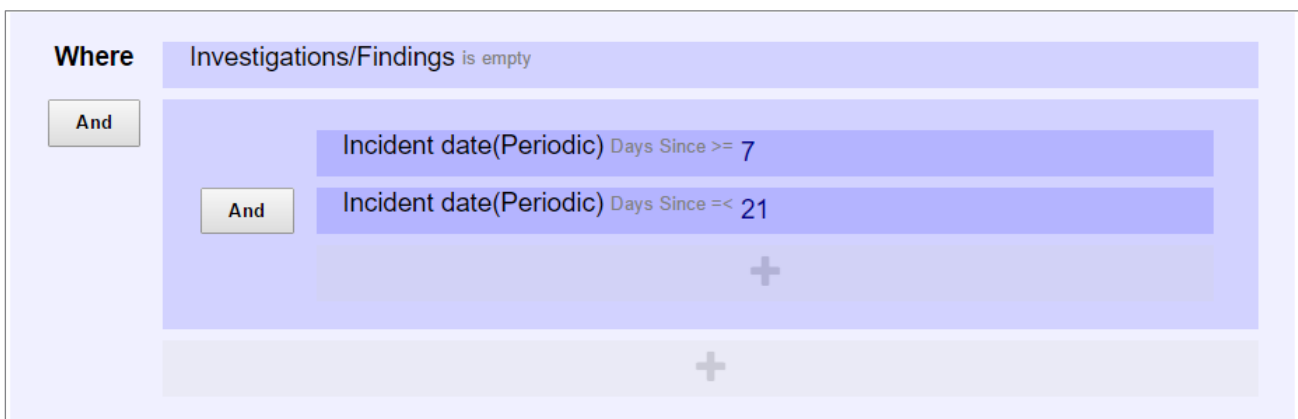 Where Investigations/Findings is empty
And
Incident date(Periodic) Days Since >= 7
And
Incident date(Periodic) Days Since =< 21